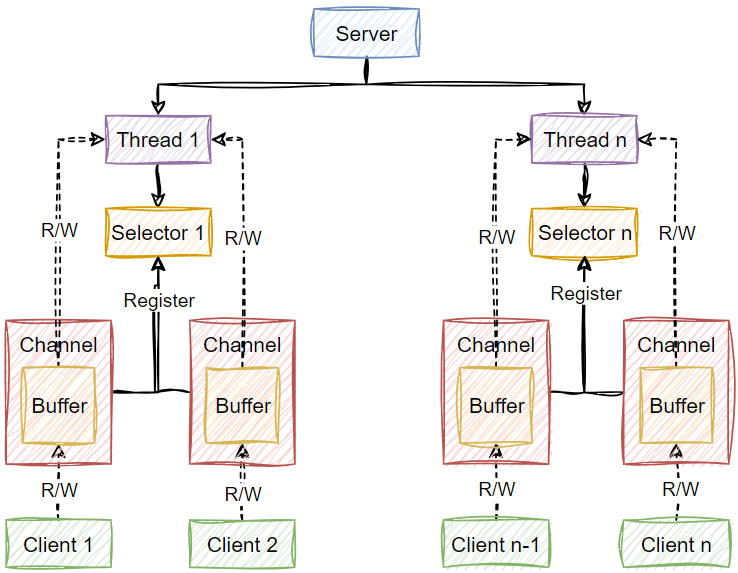 Server
Thread 1
Thread n
Selector 1
Selector n
R/W
R/W
R/W
R/W
Register
Register
Channel
Channel
Channel
Channel
Buffer
Buffer
Buffer
Buffer
R/W
R/W
R/W
R/W
Client 1
Client 2
Client n-1
Client n